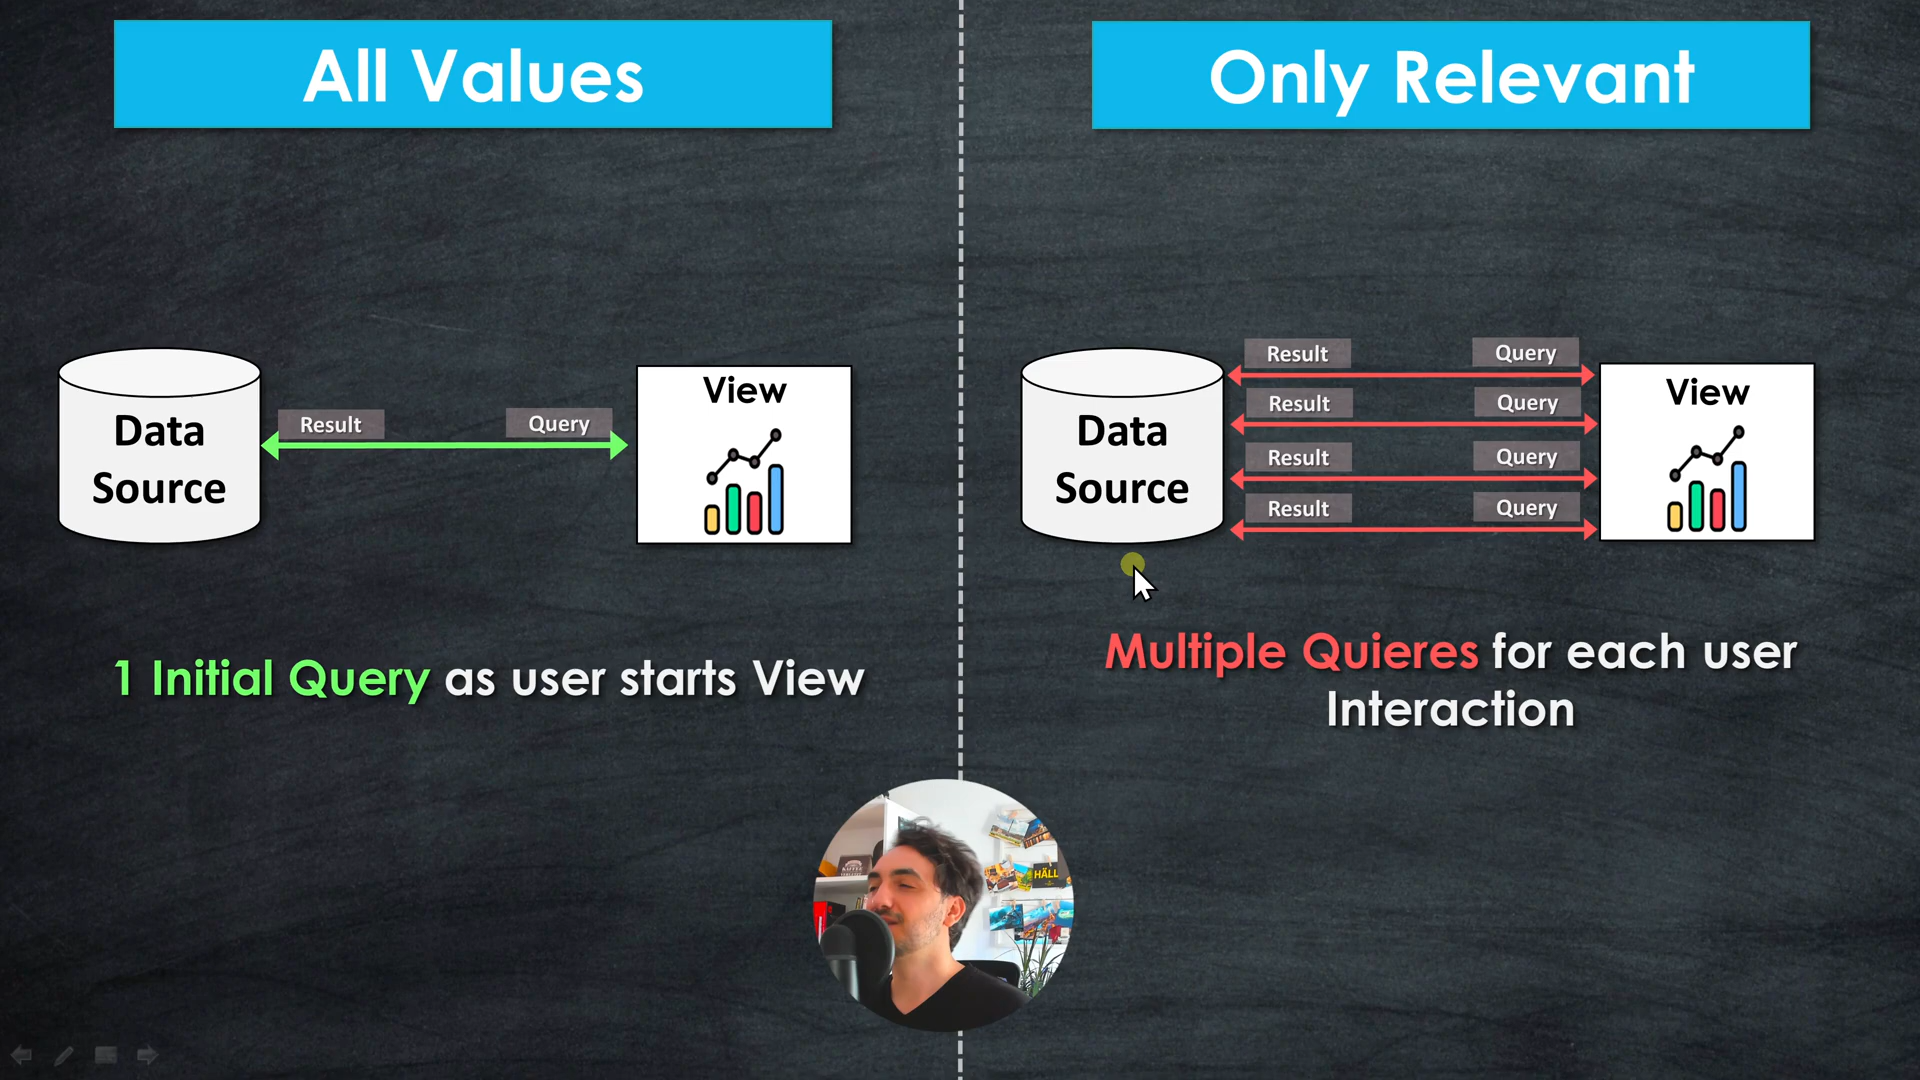 All Values
Only Relevant
Data
Source
Result
Query
View
1 Initial Query as user starts View
Data
Source
Result
Query
Result
Query
Result
Query
Result
Query
View
Multiple Quieres for each user
Interaction
HÄLL